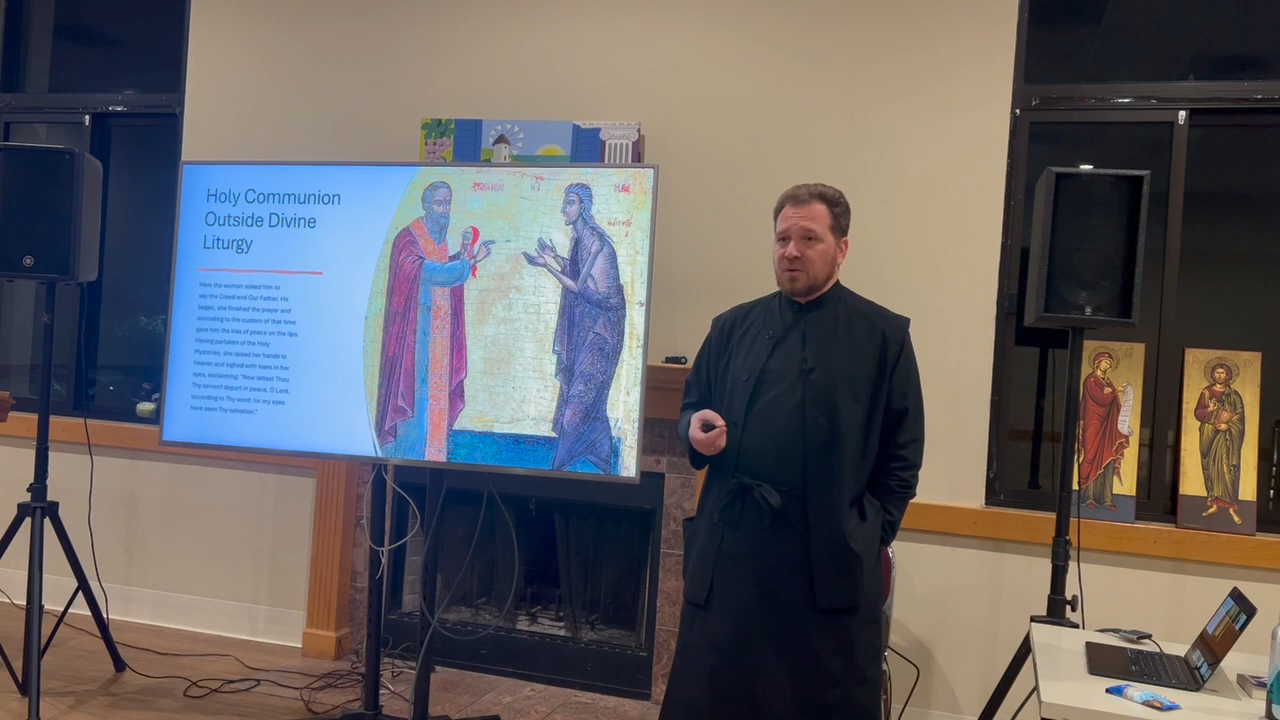 Holy Communion
Outside Divine
Liturgy
Here the woman asked him to
say the Creed and Our Father. He
began, she finished the prayer and
according to the custom of that time
gave him the kiss of peace on the lips.
Having partaken of the Holy
Mysteries, she raised her hands to
heaven and sighed with tears in her
eyes, exclaiming: "Now lettest Thou
Thy servant depart in peace, O Lord,
according to Thy word: for my eyes
have seen Thy salvation."